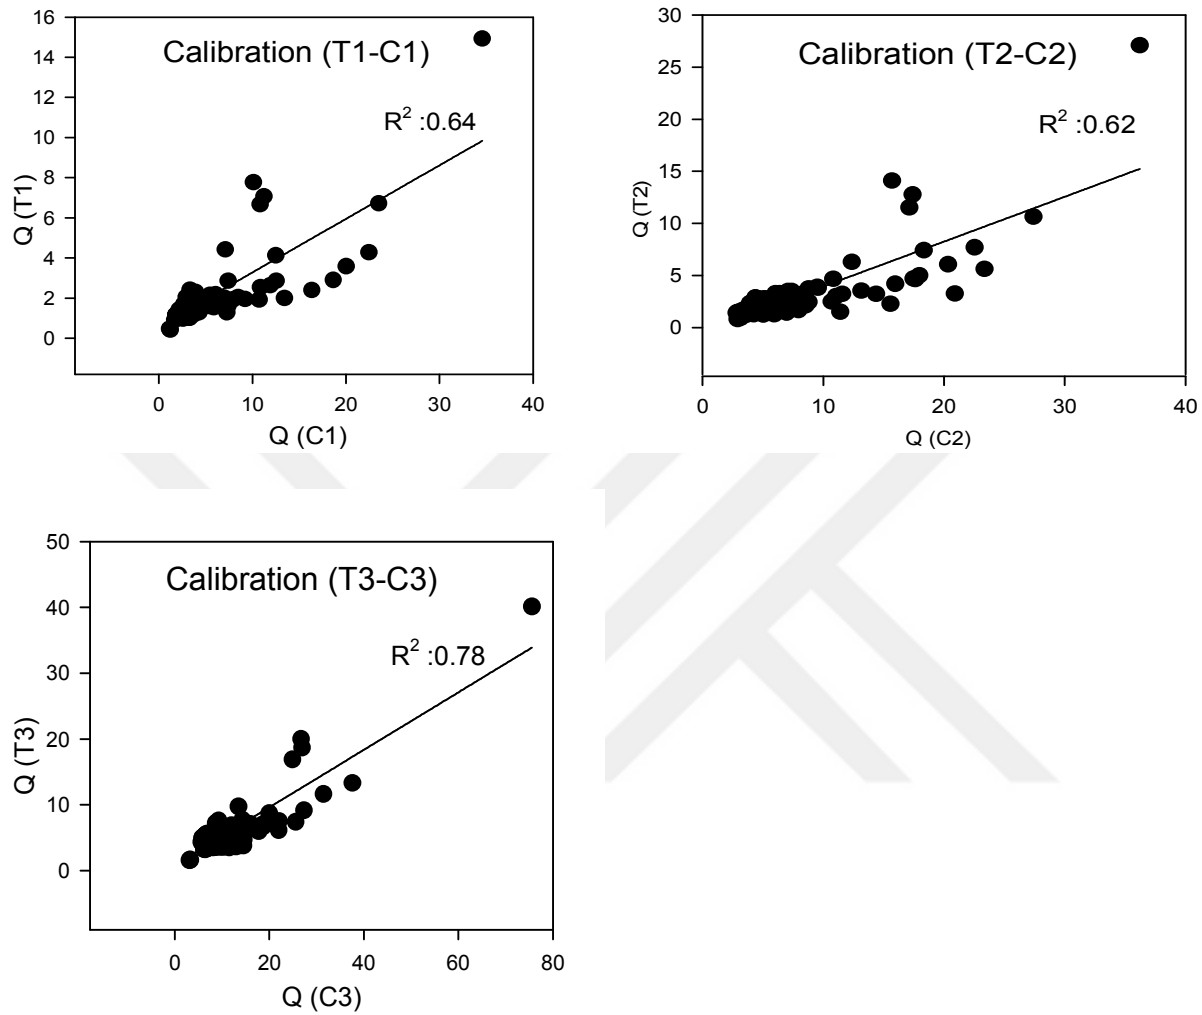 Calibration (T1-C1)
R² :0.64
16
14
12
10
8
6
4
2
0
Q (T1)
0 10 20 30 40
Q (C1)
Calibration (T2-C2)
R² :0.62
30
25
20
15
10
5
0
Q (T2)
0 10 20 30 40
Q (C2)
Calibration (T3-C3)
R² :0.78
50
40
30
20
10
0
Q (T3)
0 20 40 60 80
Q (C3)